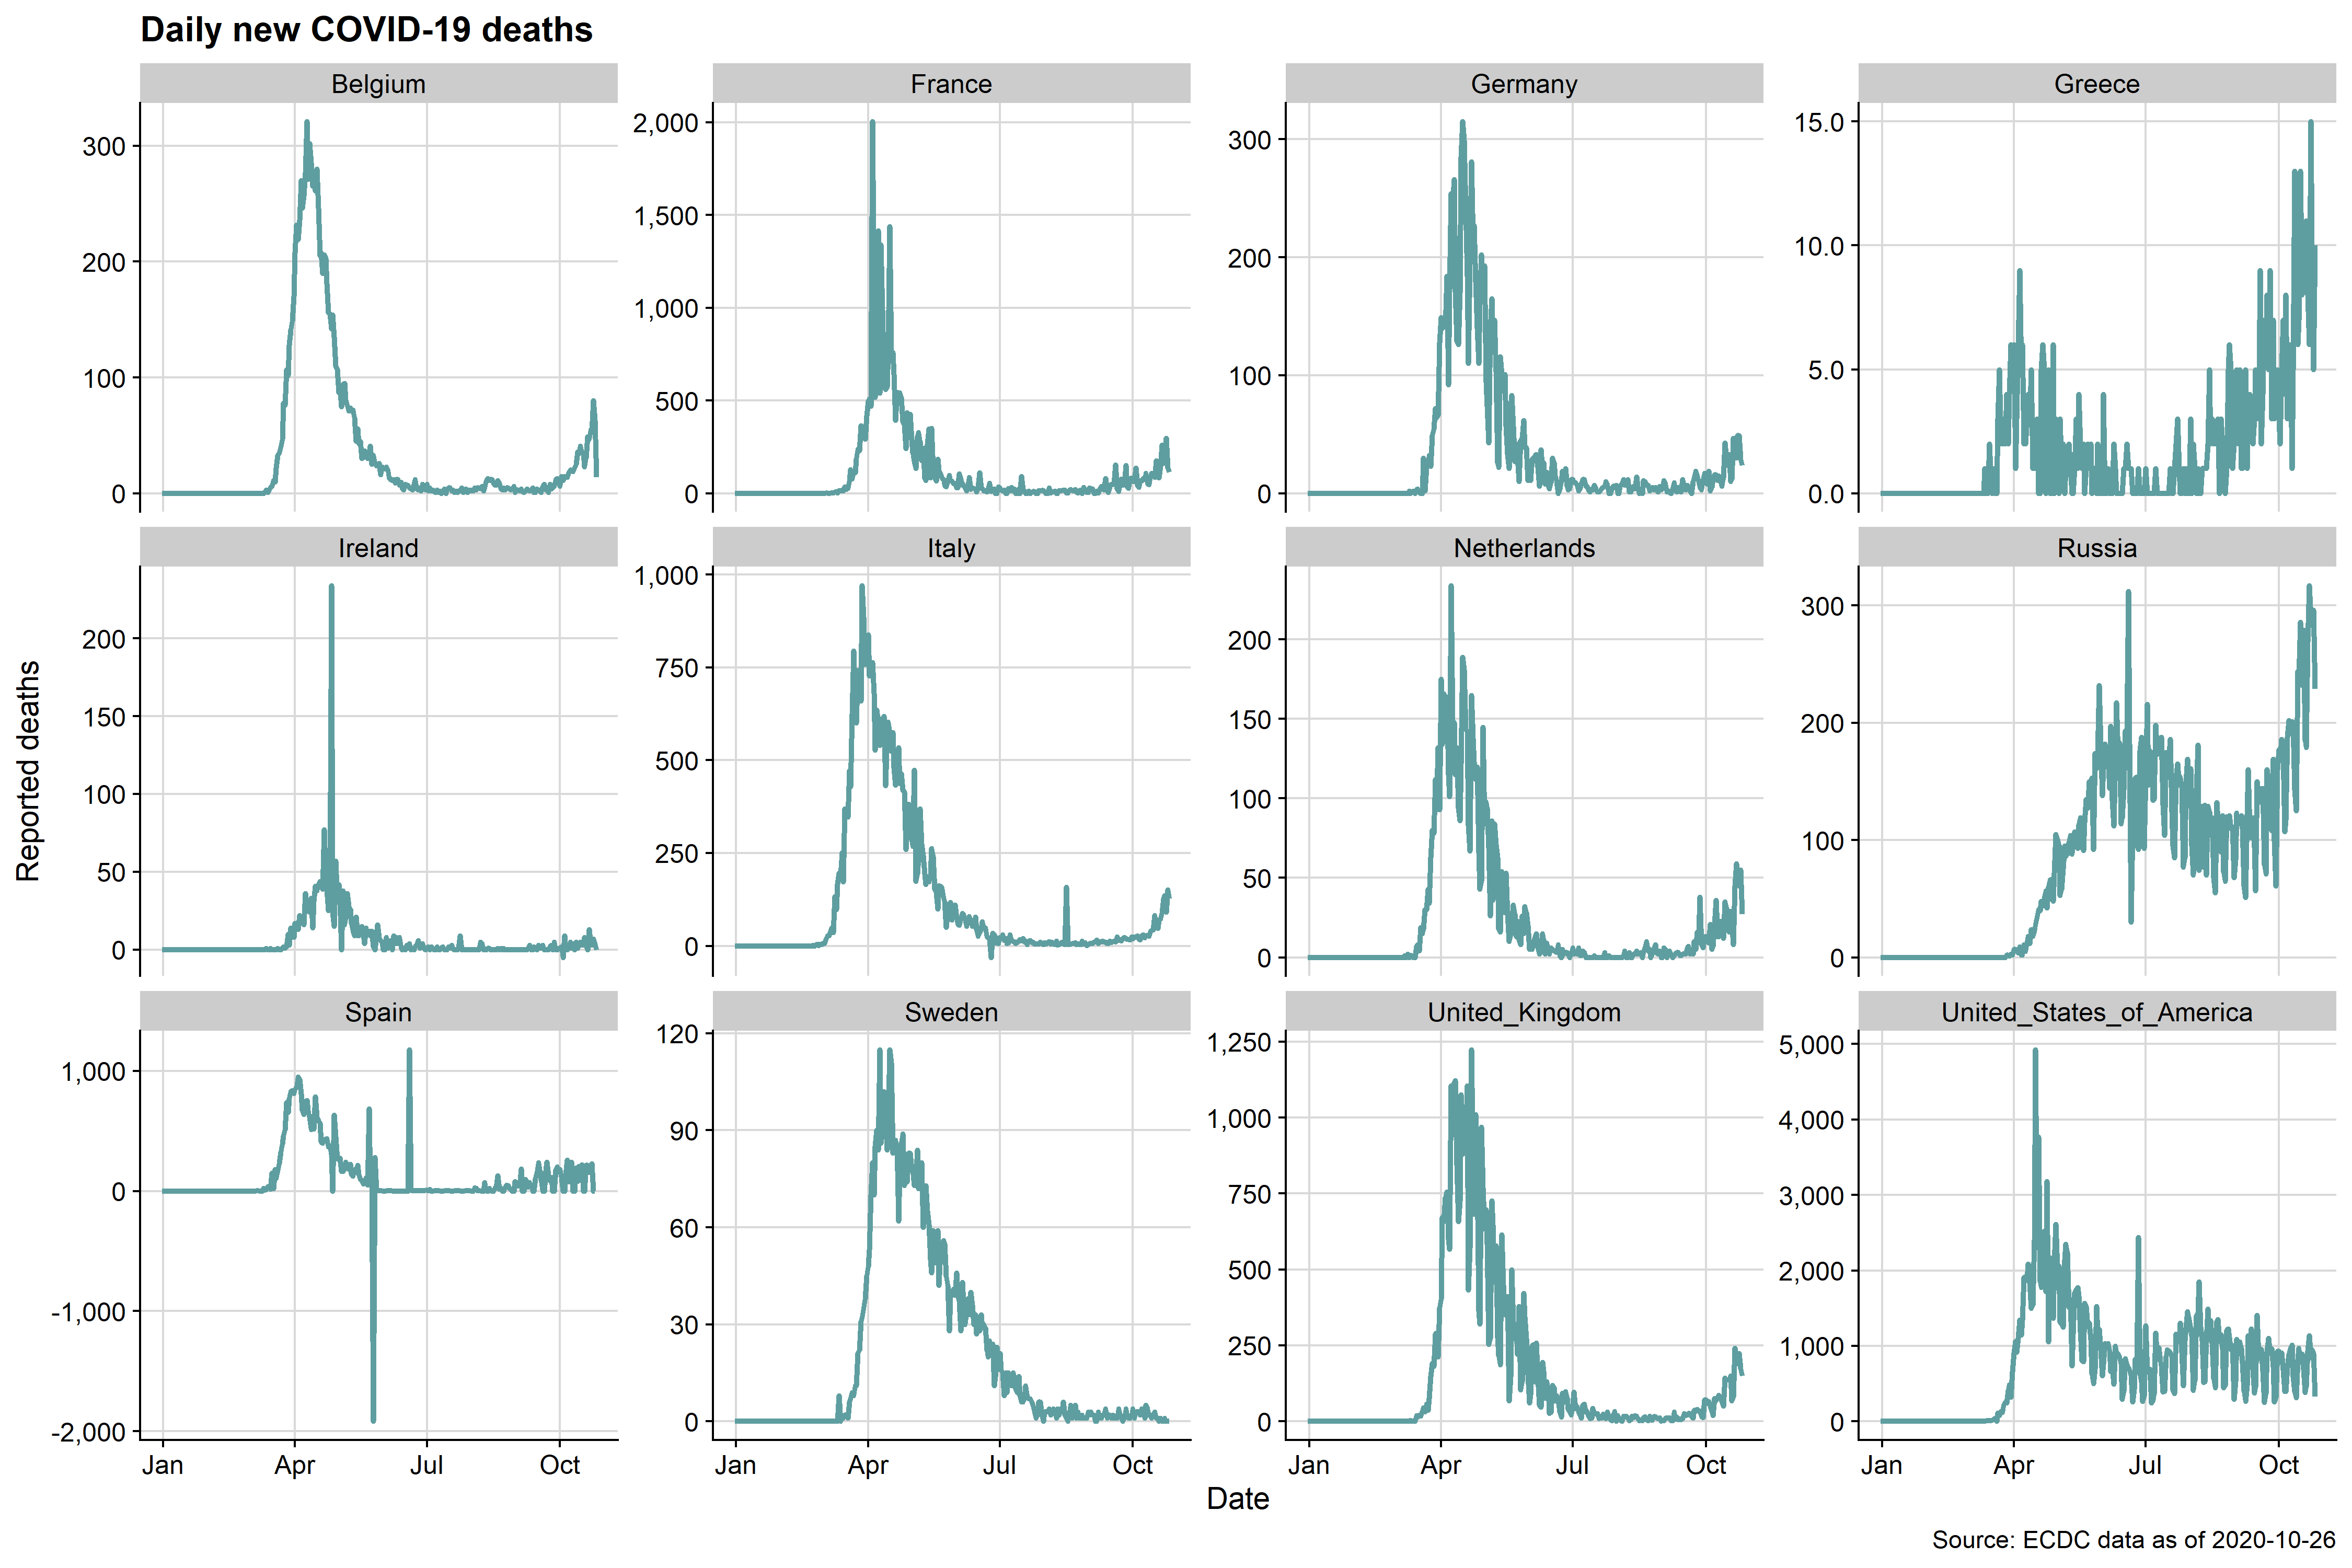 Daily new COVID-19 deaths
Belgium
France
Germany
Greece
300
200
100
0
2,000
1,500
1,000
500
0
300
200
100
0
15.0
10.0
5.0
0.0
Ireland
Italy
Netherlands
Russia
200
150
100
50
0
1,000
750
500
250
0
200
150
100
50
0
300
200
100
0
Reported deaths
Spain
Sweden
United_Kingdom
United_States_of_America
1,000
0
-1,000
-2,000
120
90
60
30
0
1,250
1,000
750
500
250
0
5,000
4,000
3,000
2,000
1,000
0
Jan Apr Jul Oct
Jan Apr Jul Oct
Jan Apr Jul Oct
Jan Apr Jul Oct
Date
Source: ECDC data as of 2020-10-26